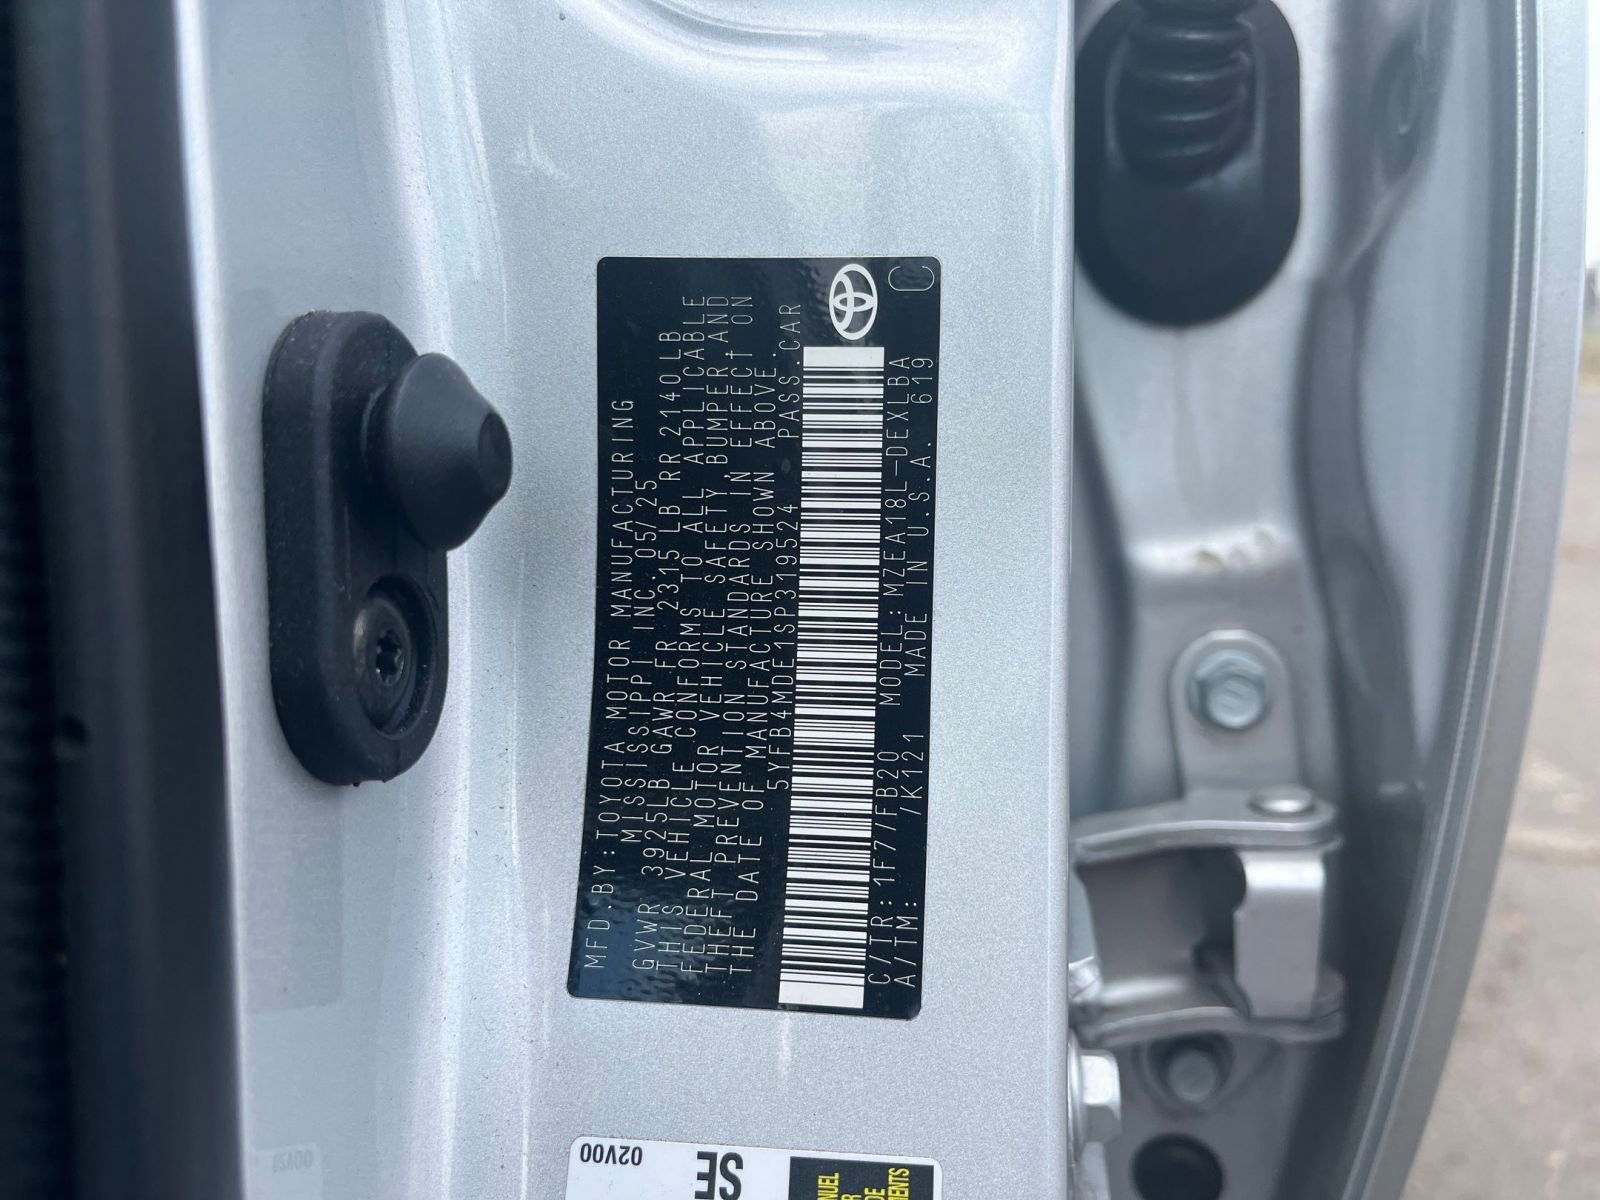 MFD.BY:TOYOTA MOTOR MANUFACTURING
MISSISSIPPI INC. 05/25
GVWR 3925LB GAWR FR 2315 LB RR 2140LB
THIS VEHICLE CONFORMS TO ALL APPLICABLE
FEDERAL MOTOR VEHICLE SAFETY, BUMPER, AND
THEFT PREVENTION STANDARDS IN EFFECT ON
THE DATE OF MANUFACTURE SHOWN ABOVE.
5YFB4MDE1SP319524 PASS.CAR
C/TR: 1F7/FB20 MODEL: MZEA18L-DEXLBA
A/TM: /K121 MADE IN U.S.A. 619
C
02V00
SE